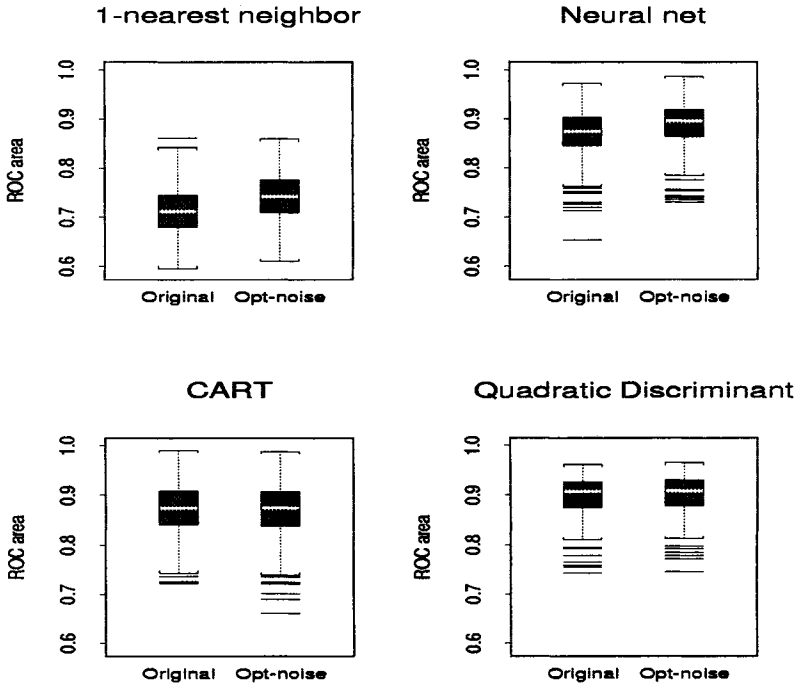 1-nearest neighbor
ROC area
1.0
0.9
0.8
0.7
0.6
Original Opt-noise
Neural net
ROC area
1.0
0.9
0.8
0.7
0.6
Original Opt-noise
CART
ROC area
1.0
0.9
0.8
0.7
0.6
Original Opt-noise
Quadratic Discriminant
ROC area
1.0
0.9
0.8
0.7
0.6
Original Opt-noise